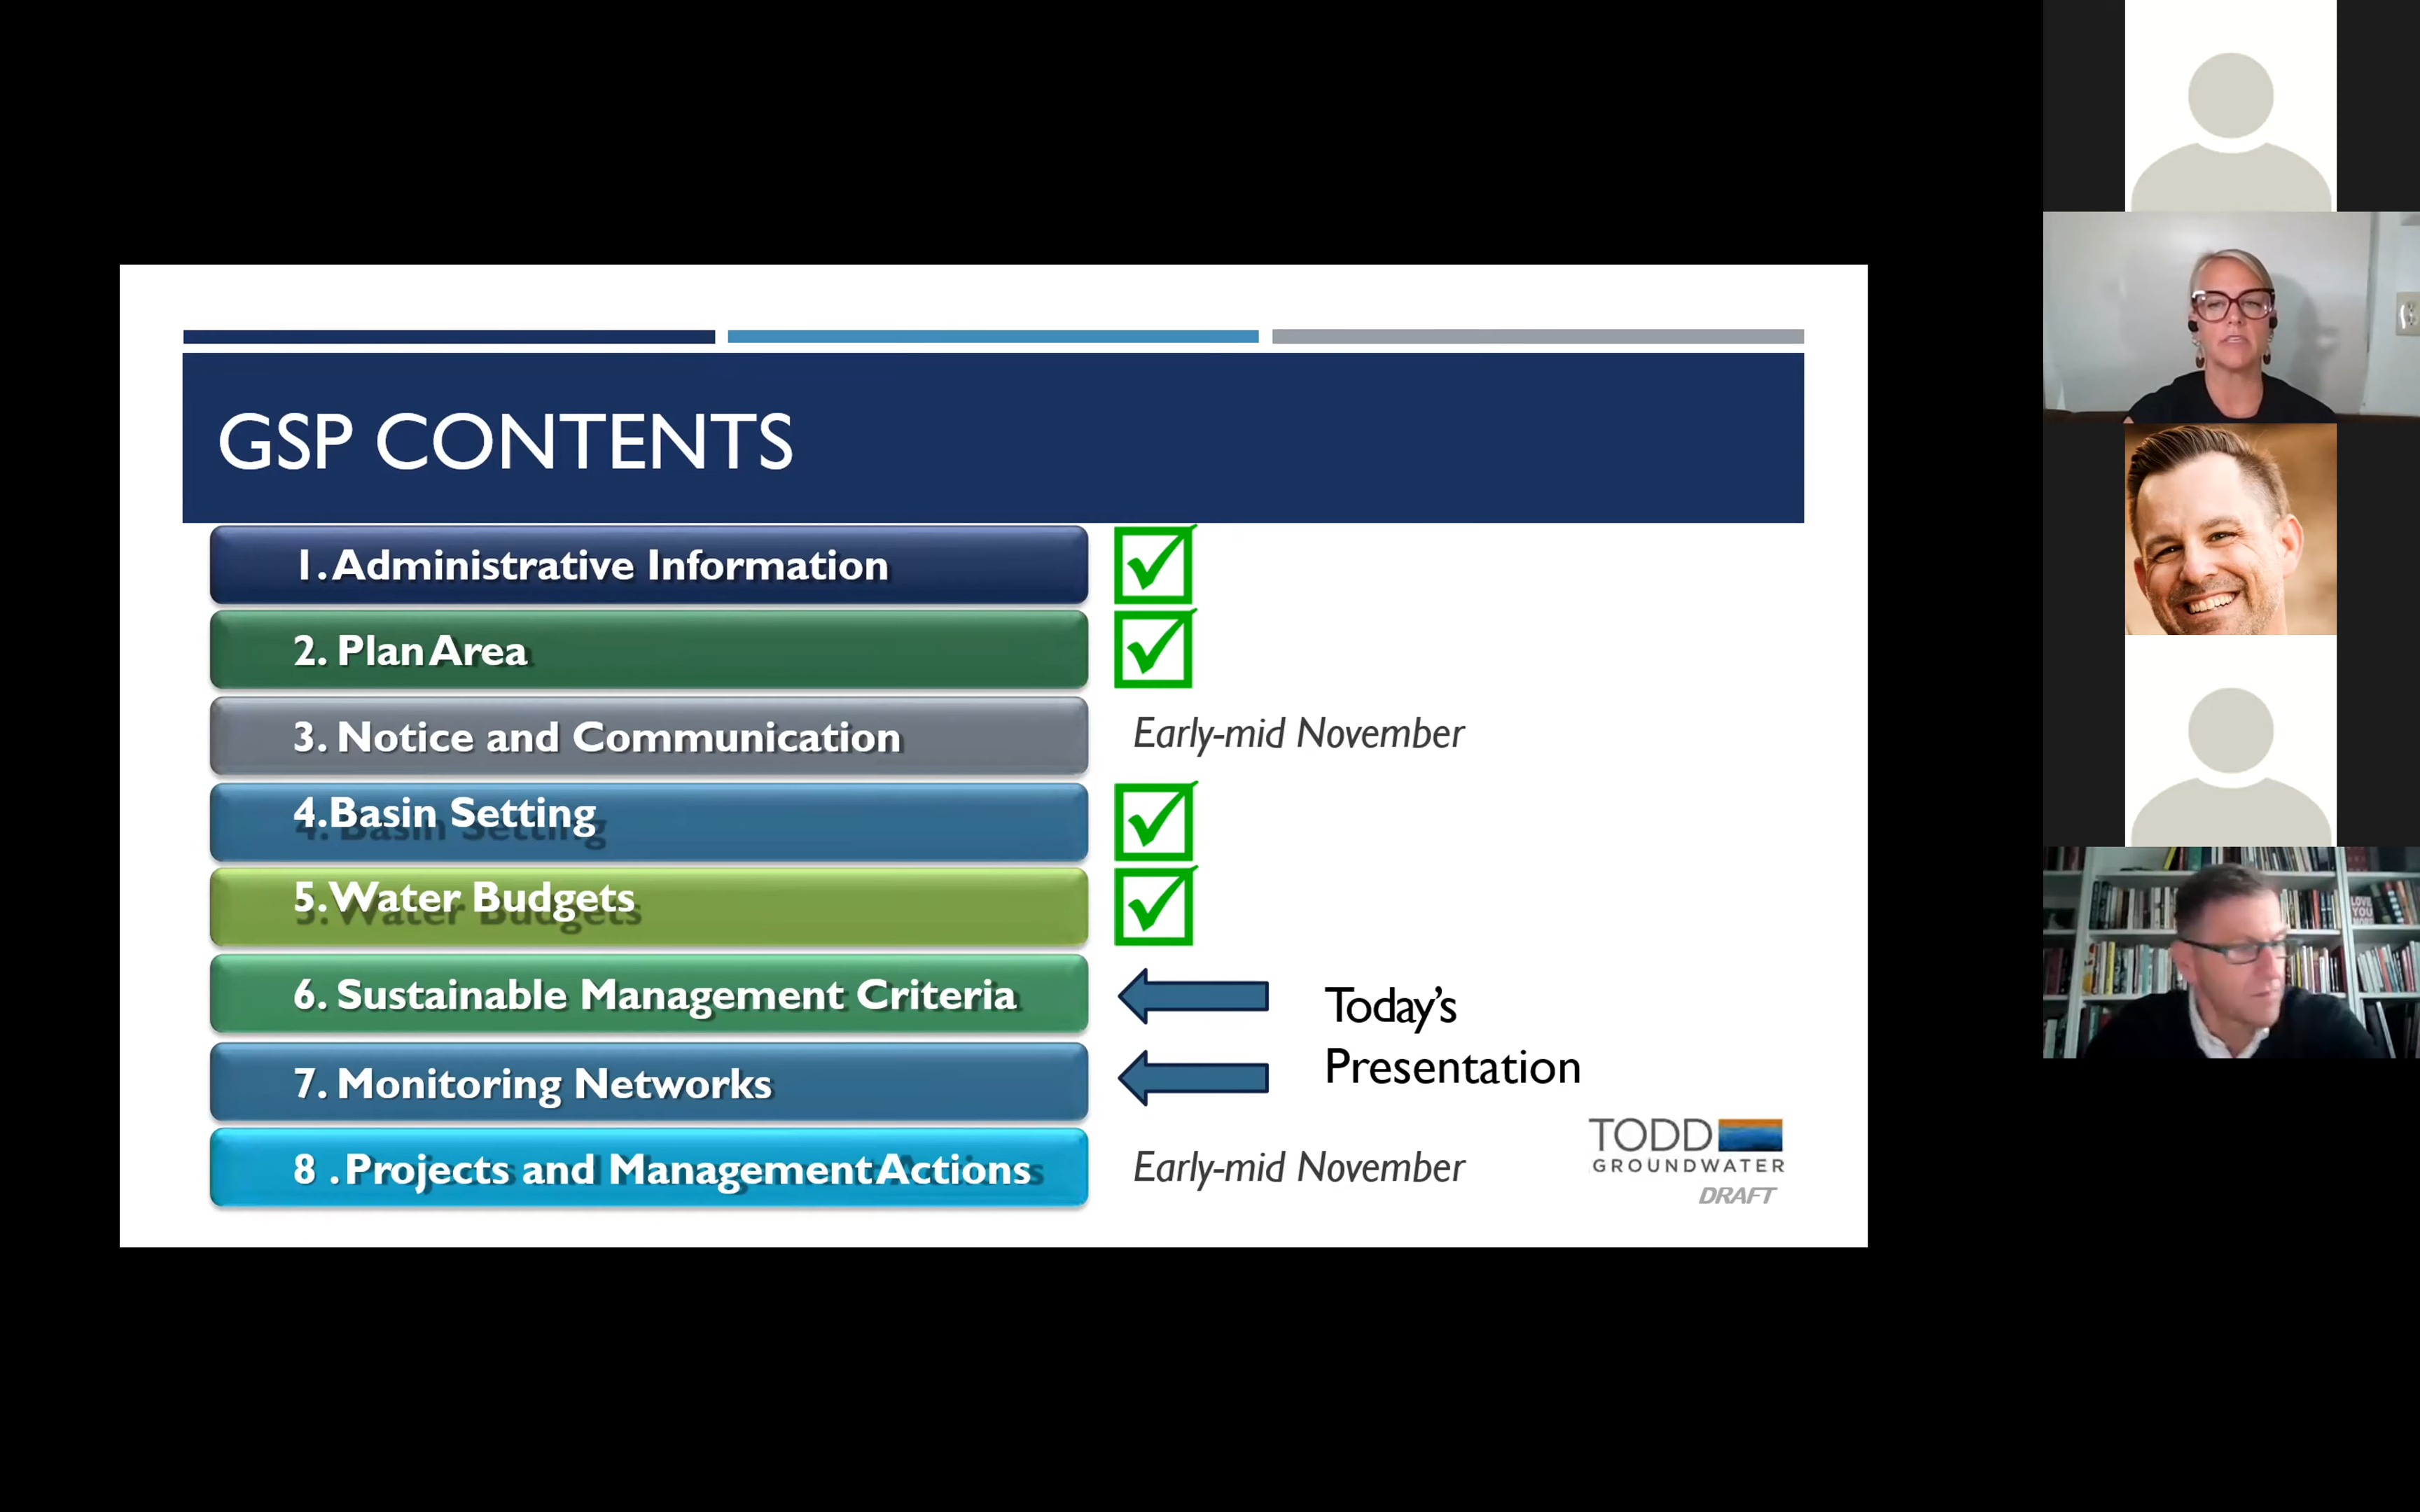 GSP CONTENTS
1. Administrative Information
2. Plan Area
3. Notice and Communication
Early-mid November
4. Basin Setting
5. Water Budgets
6. Sustainable Management Criteria
Today's
Presentation
7. Monitoring Networks
8 . Projects and Management Actions
Early-mid November
TODD
GROUNDWATER
DRAFT
LOVE
YOU